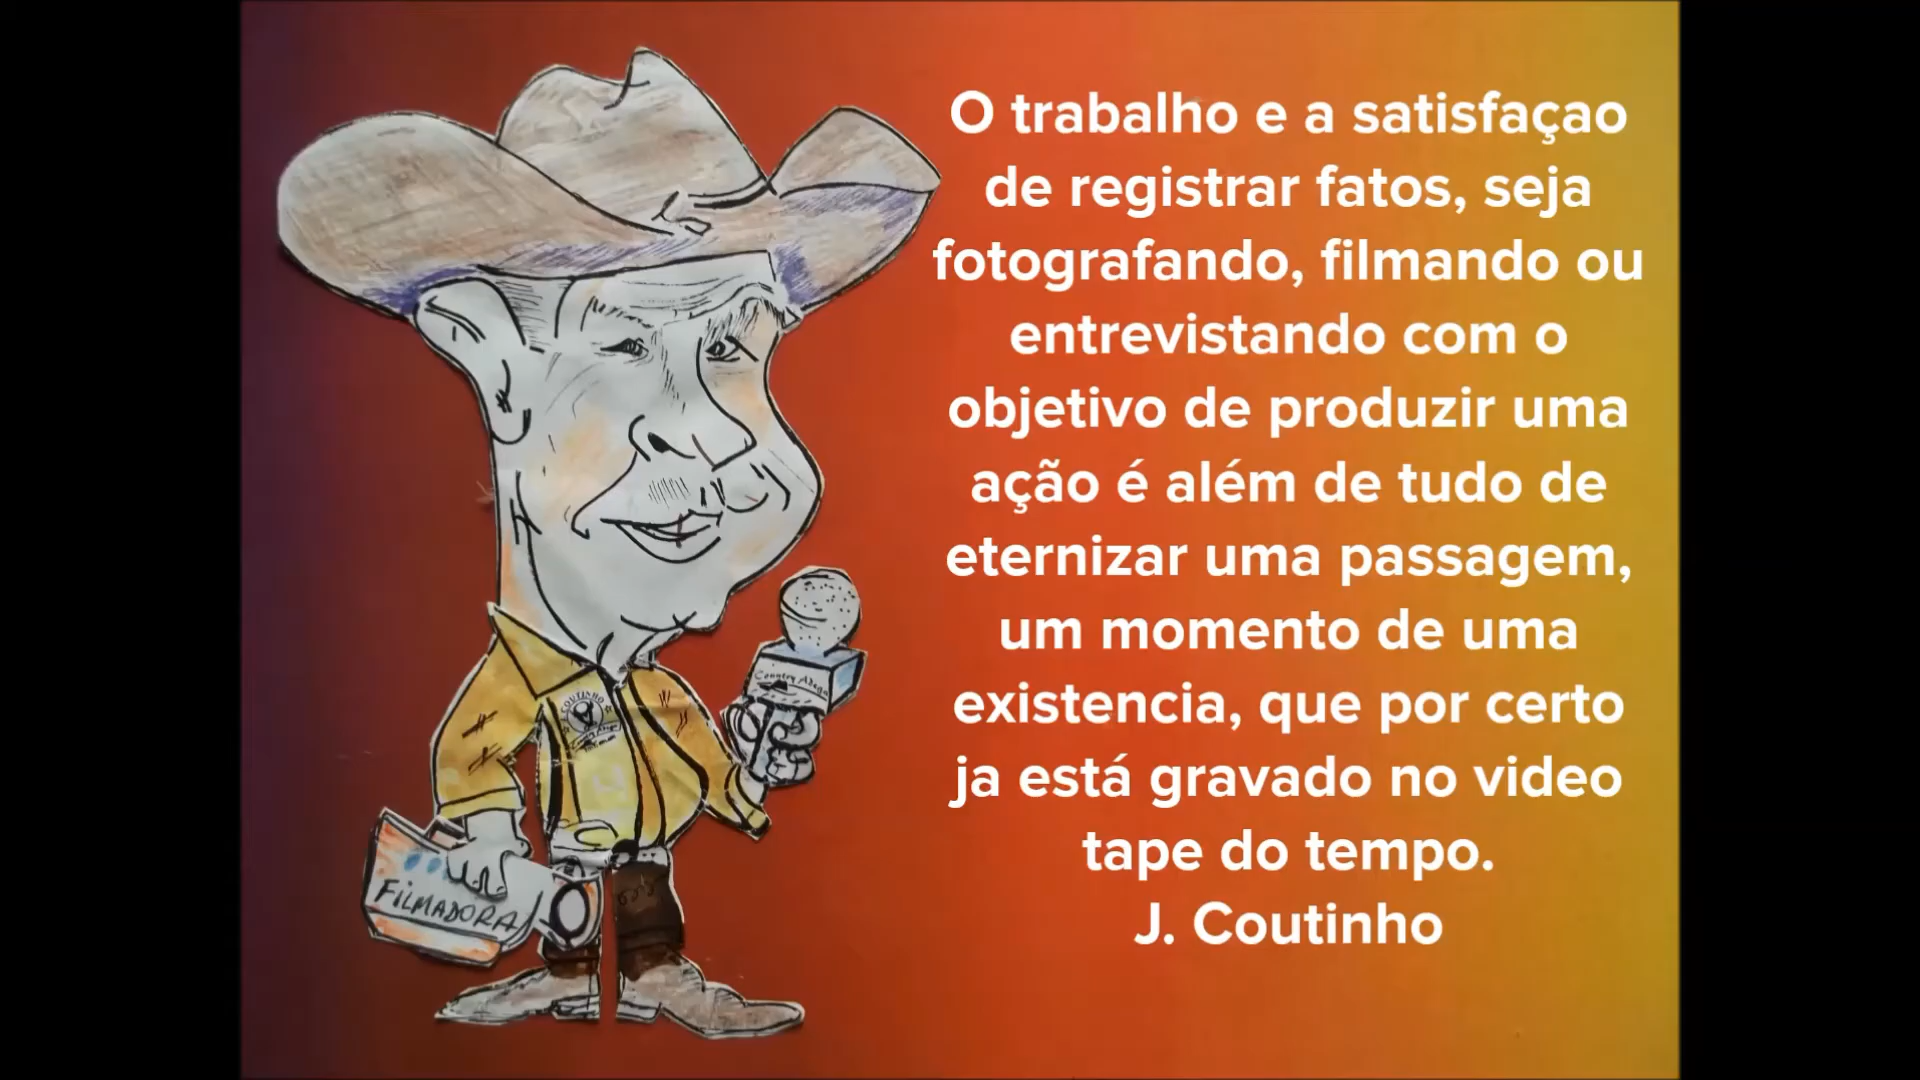 O trabalho e a satisfaçao
de registrar fatos, seja
fotografando, filmando ou
entrevistando com o
objetivo de produzir uma
ação é além de tudo de
eternizar uma passagem,
um momento de uma
existencia, que por certo
ja está gravado no video
tape do tempo.
J. Coutinho
Country
COUTINHO
FILMADORA